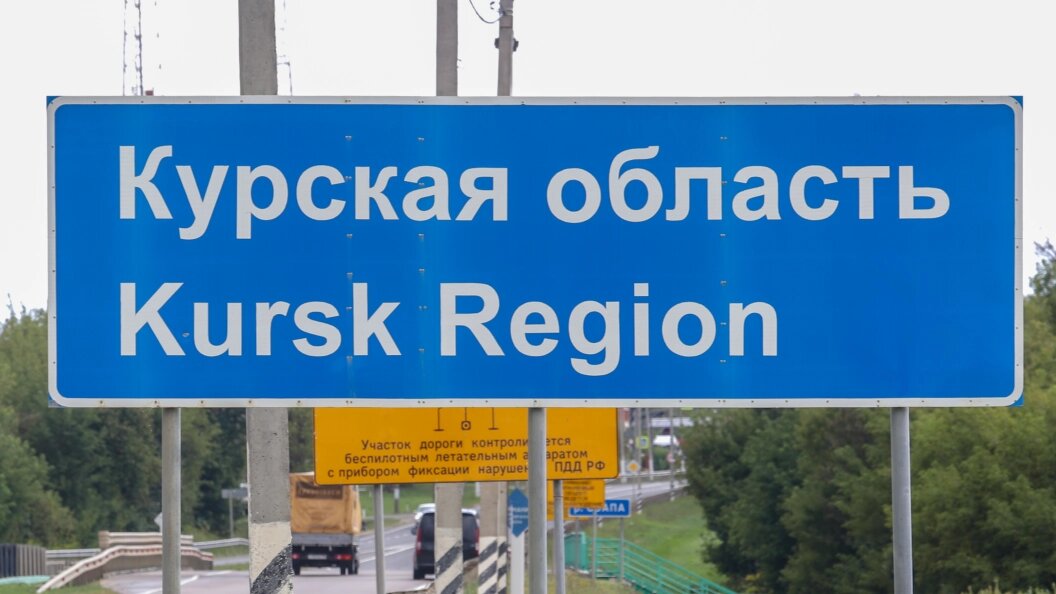 Курская область
Kursk Region
Участок дороги контролируется
беспилотным летательным аппаратом
с прибором фиксации нарушений ПДД РФ